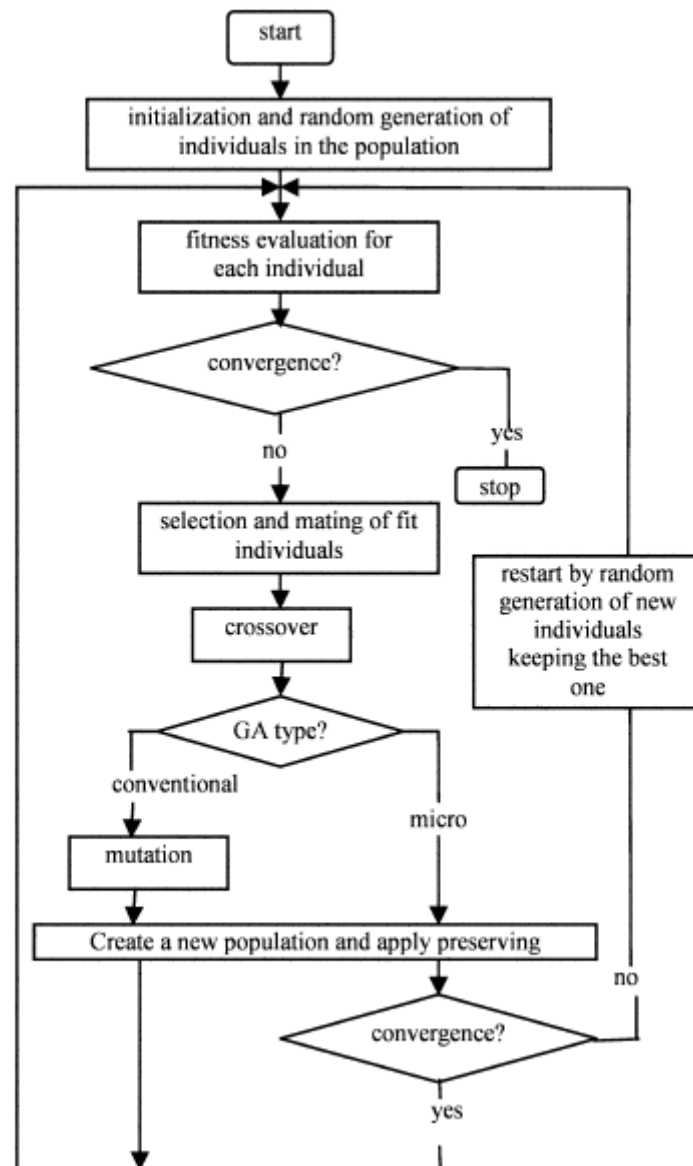 start
initialization and random generation of
individuals in the population
fitness evaluation for
each individual
convergence?
yes
no
stop
selection and mating of fit
individuals
restart by random
generation of new
individuals
keeping the best
one
crossover
GA type?
conventional
micro
mutation
Create a new population and apply preserving
no
convergence?
yes